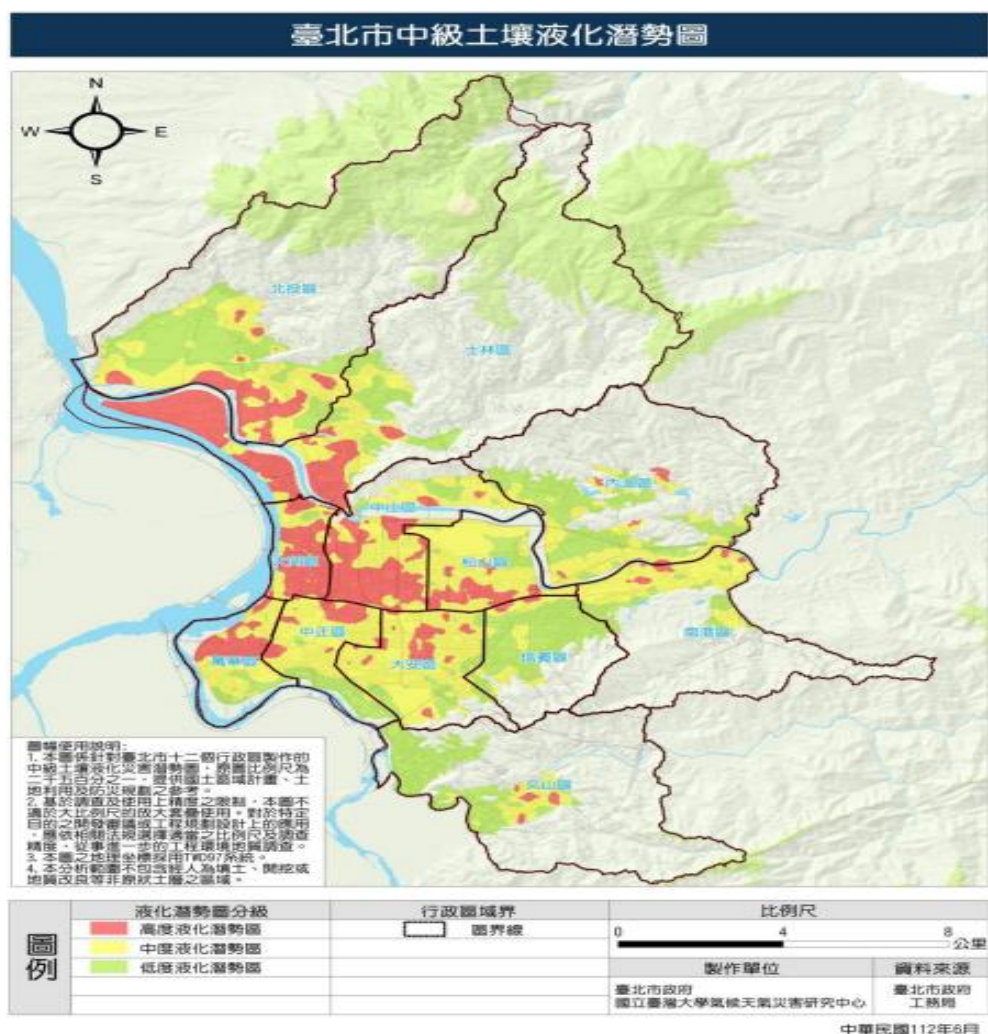 臺北市中級土壤液化潛勢圖
N
W
E
S
北投區
士林區
內湖區
中山區
大同區
松山區
南港區
中正區
萬華區
大安區
信義區
文山區
圖幅使用說明:
1. 本圖係針對臺北市十二個行政區製作的
中級土壤液化災害潛勢圖，原圖比例尺為
二千五百分之一，提供國土區域計畫、土
地利用及防災規劃之參考。
2. 基於調查及使用上精度之限制，本圖不
適於大比例尺的放大套疊使用。對於特定
目的之開發審議或工程規劃設計上的應用
，應依相關法規選擇適當之比例尺及調查
精度，從事進一步的工程環境地質調查。
3. 本圖之地理坐標採用TWD97系統。
4. 本分析範圍不包含經人為填土、開挖或
地質改良等非原狀土層之區域。
圖例
液化潛勢圖分級
行政區域界
比例尺
高度液化潛勢區
區界線
0 4 8
公里
中度液化潛勢區
低度液化潛勢區
製作單位
資料來源
臺北市政府
國立臺灣大學氣候天氣災害研究中心
臺北市政府
工務局
中華民國112年6月